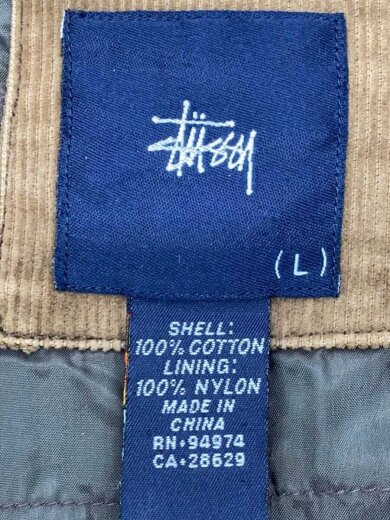 Stüssy
(L)
SHELL:
100% COTTON
LINING:
100% NYLON
MADE IN
CHINA
RN•94974
CA•28629